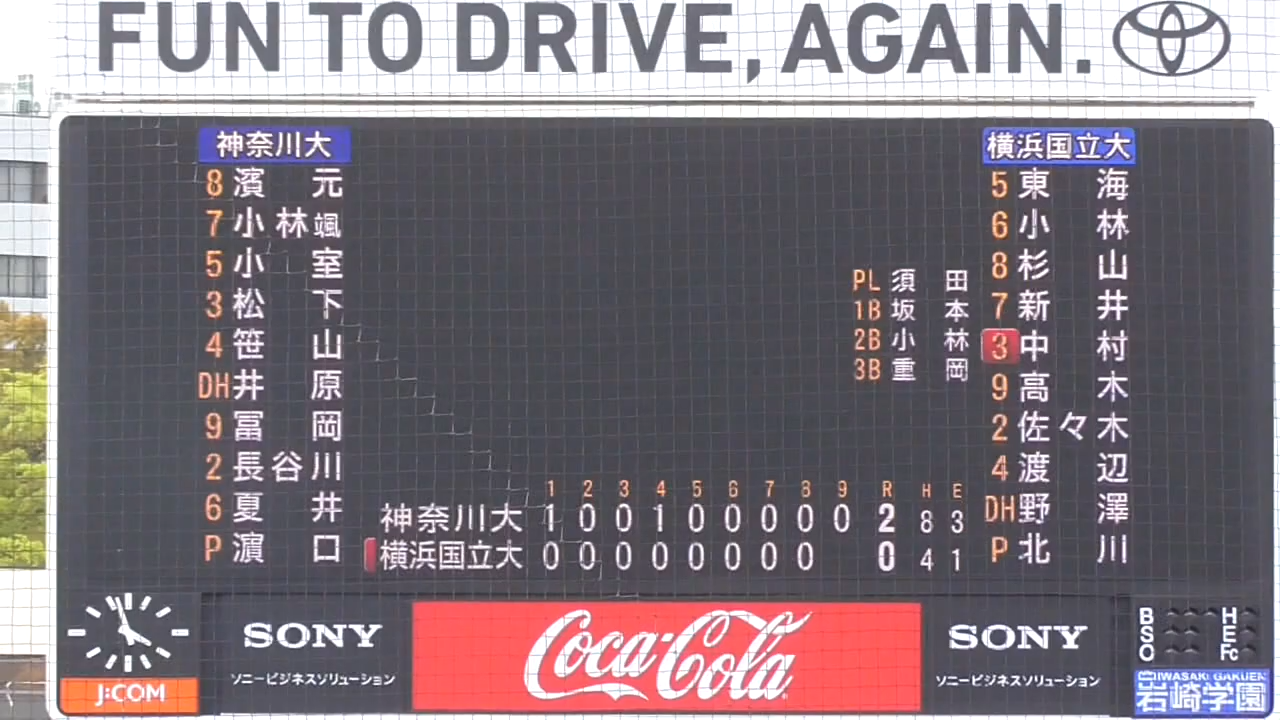 FUN TO DRIVE, AGAIN.
神奈川大
8 濱 元
7 小 林 颯
5 小 室
3 松 下
4 笹 山
DH 井 原
9 冨 岡
2 長 谷 川
6 夏 井
P 濵 口
PL 須 田
1B 坂 本
2B 小 林
3B 重 岡
横浜国立大
5 東 海
6 小 林
8 杉 山
7 新 井
3 中 村
9 高 木
2 佐 々 木
4 渡 辺
DH 野 澤
P 北 川
1 2 3 4 5 6 7 8 9 R H E
神奈川大 1 0 0 1 0 0 0 0 0 2 8 3
横浜国立大 0 0 0 0 0 0 0 0 0 4 1
J:COM
SONY
ソニービジネスソリューション
Coca-Cola
SONY
ソニービジネスソリューション
B H
S E
O Fc
IWASAKI GAKUEN
岩崎学園